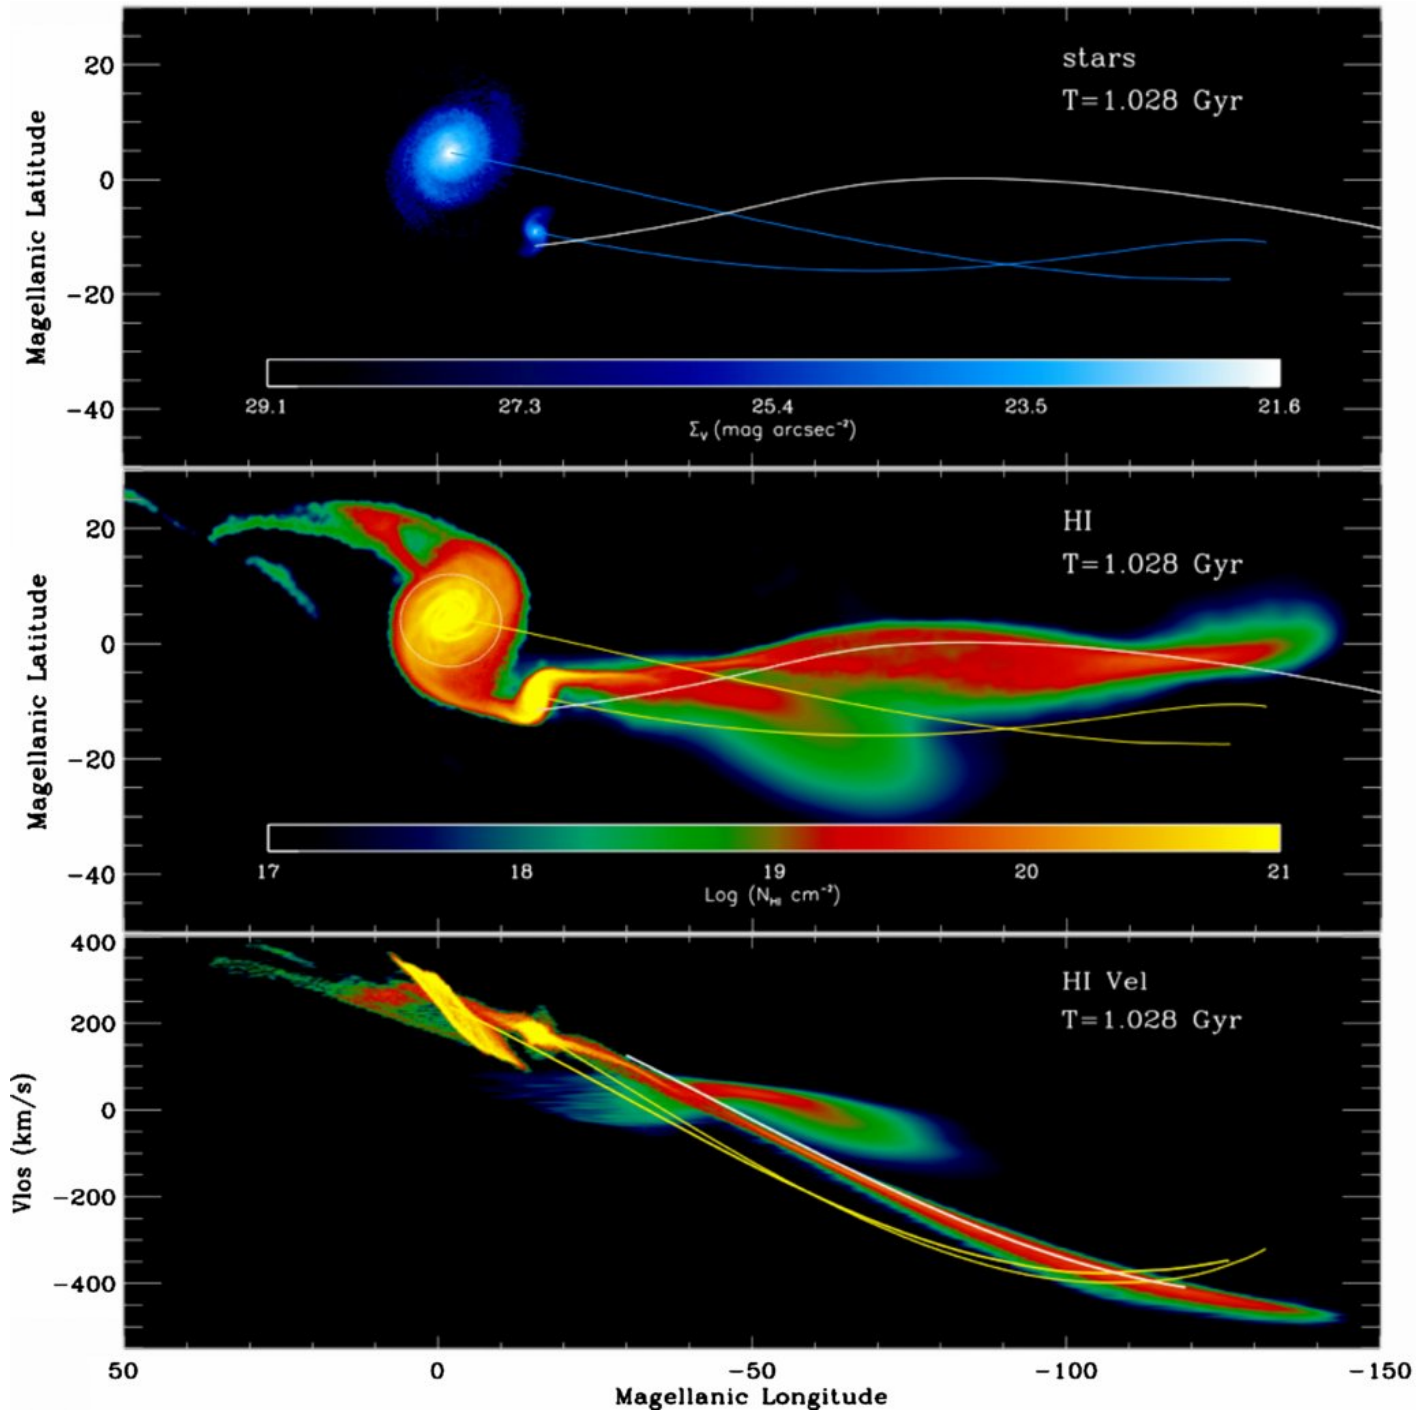 stars
T=1.028 Gyr
Magellanic Latitude
20
0
−20
−40
29.1 27.3 25.4 23.5 21.6
Σ_V (mag arcsec⁻²)
HI
T=1.028 Gyr
Magellanic Latitude
20
0
−20
−40
17 18 19 20 21
Log (N_HI cm⁻²)
HI Vel
T=1.028 Gyr
Vlos (km/s)
400
200
0
−200
−400
50 0 −50 −100 −150
Magellanic Longitude